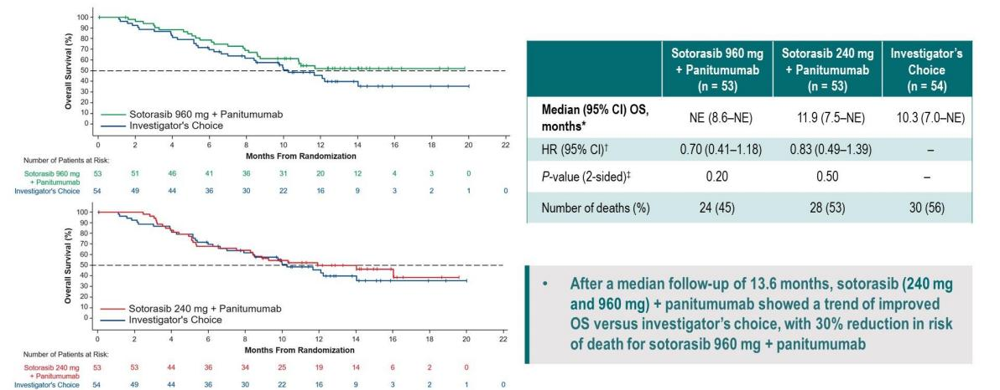 Overall Survival (%)
100
90
80
70
60
50
40
30
20
10
0
Sotorasib 960 mg + Panitumumab
Investigator's Choice
0 2 4 6 8 10 12 14 16 18 20 22
Months From Randomization
Number of Patients at Risk:
Sotorasib 960 mg + Panitumumab 53 51 46 41 36 31 20 12 4 3 0
Investigator's Choice 54 49 44 36 30 22 16 9 3 2 1 0
Overall Survival (%)
100
90
80
70
60
50
40
30
20
10
0
Sotorasib 240 mg + Panitumumab
Investigator's Choice
0 2 4 6 8 10 12 14 16 18 20 22
Months From Randomization
Number of Patients at Risk:
Sotorasib 240 mg + Panitumumab 53 53 44 36 34 25 19 14 6 2 0
Investigator's Choice 54 49 44 36 30 22 16 9 3 2 1 0
Sotorasib 960 mg + Panitumumab (n = 53)
Sotorasib 240 mg + Panitumumab (n = 53)
Investigator’s Choice (n = 54)
Median (95% CI) OS, months* NE (8.6–NE) 11.9 (7.5–NE) 10.3 (7.0–NE)
HR (95% CI)† 0.70 (0.41–1.18) 0.83 (0.49–1.39) –
P-value (2-sided)‡ 0.20 0.50 –
Number of deaths (%) 24 (45) 28 (53) 30 (56)
• After a median follow-up of 13.6 months, sotorasib (240 mg
and 960 mg) + panitumumab showed a trend of improved
OS versus investigator’s choice, with 30% reduction in risk
of death for sotorasib 960 mg + panitumumab